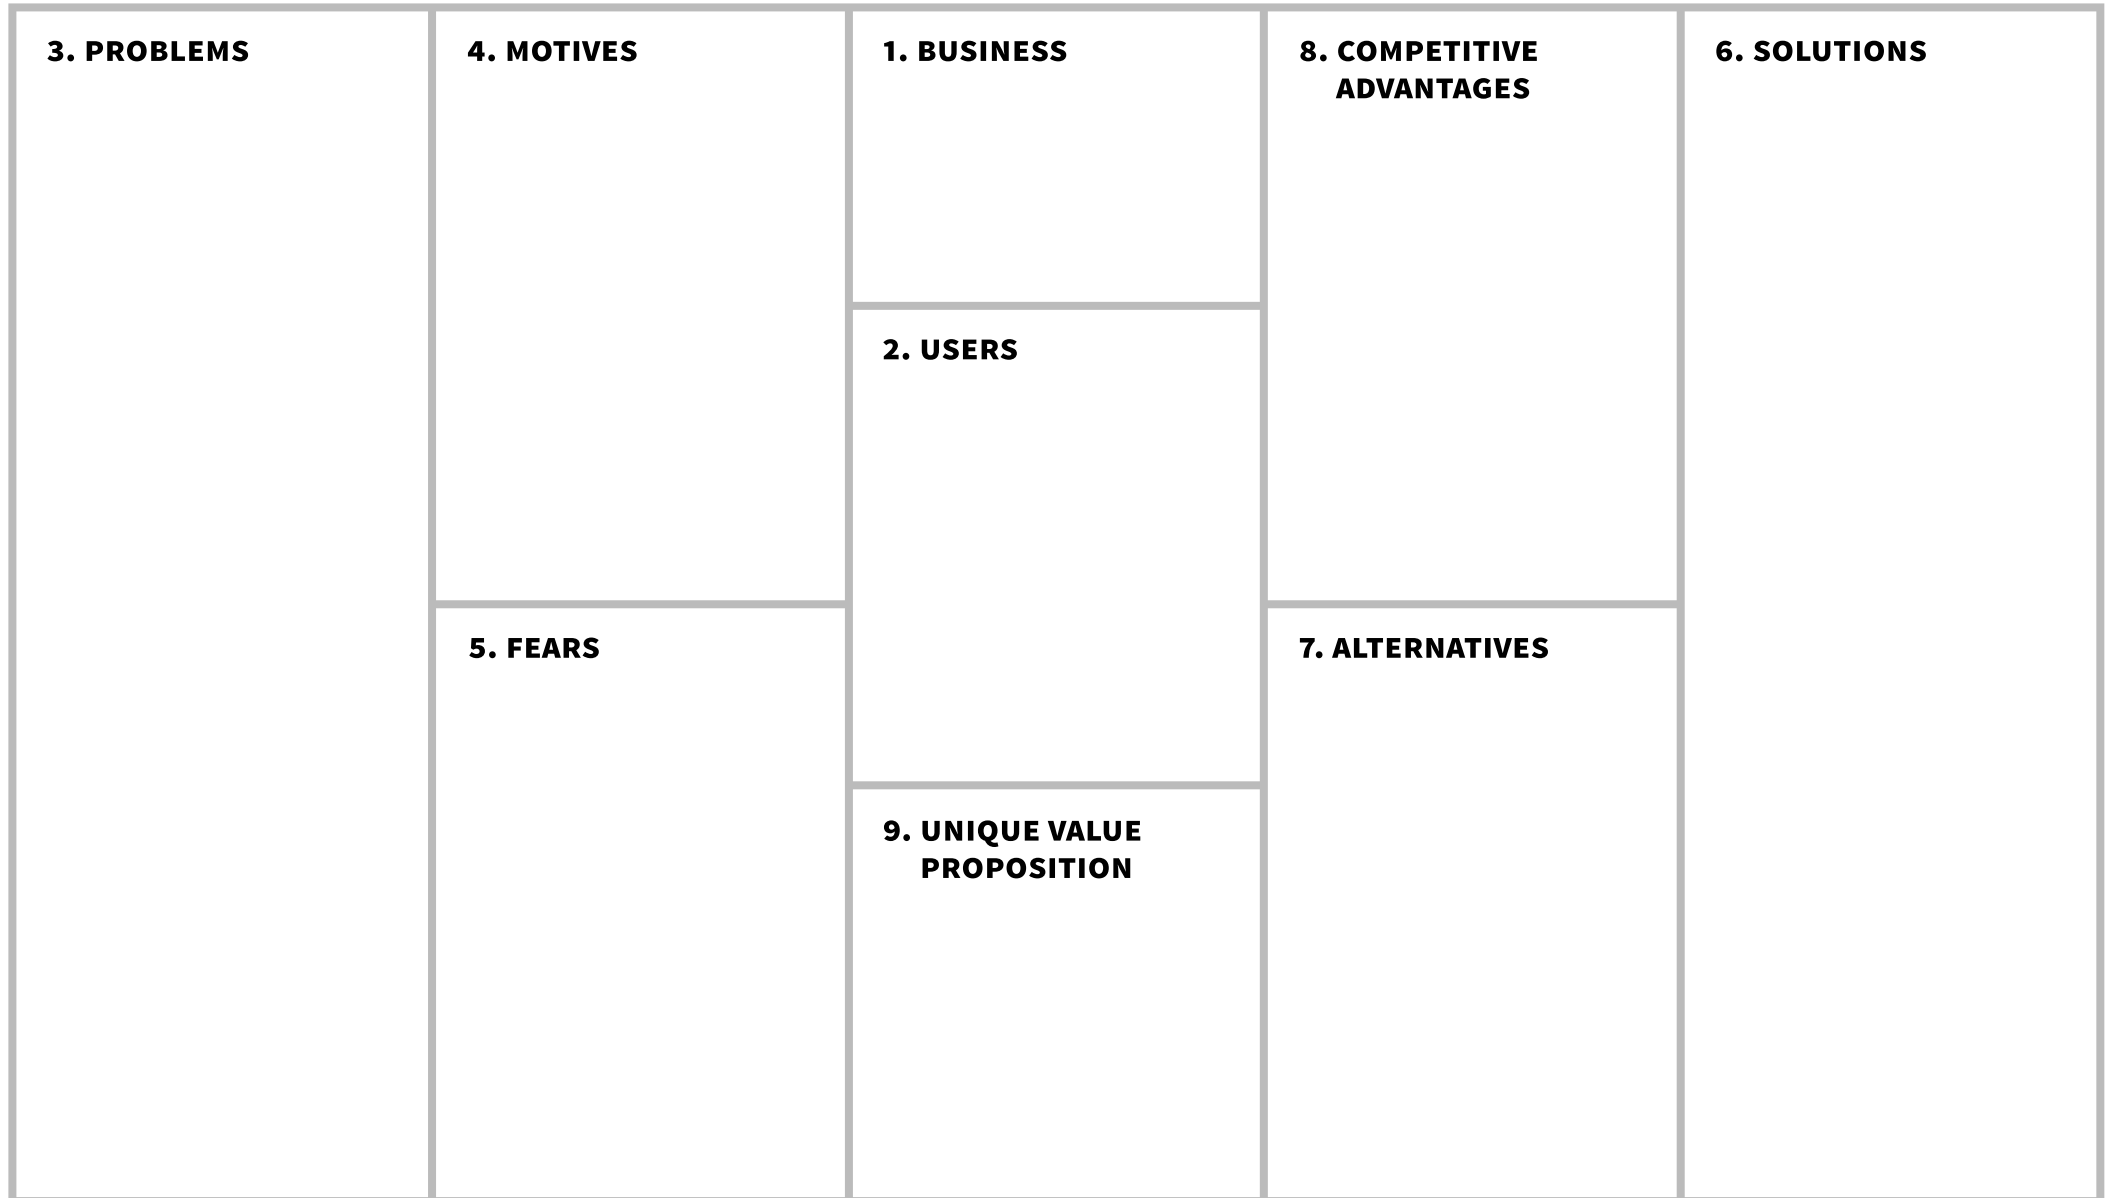 3. PROBLEMS
4. MOTIVES
5. FEARS
1. BUSINESS
2. USERS
9. UNIQUE VALUE
PROPOSITION
8. COMPETITIVE
ADVANTAGES
7. ALTERNATIVES
6. SOLUTIONS